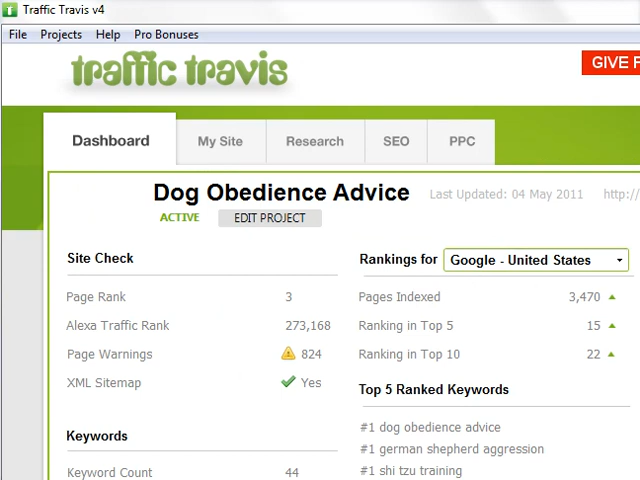 Traffic Travis v4
File Projects Help Pro Bonuses
traffic travis
GIVE
Dashboard My Site Research SEO PPC
Dog Obedience Advice Last Updated: 04 May 2011 http://
ACTIVE EDIT PROJECT
Site Check
Page Rank 3
Alexa Traffic Rank 273,168
Page Warnings 824
XML Sitemap Yes
Keywords
Keyword Count 44
Rankings for Google - United States
Pages Indexed 3,470
Ranking in Top 5 15
Ranking in Top 10 22
Top 5 Ranked Keywords
#1 dog obedience advice
#1 german shepherd aggression
#1 shi tzu training